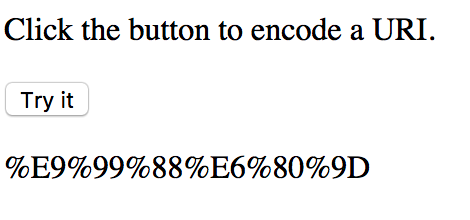 Click the button to encode a URI.
Try it
%E9%99%88%E6%80%9D